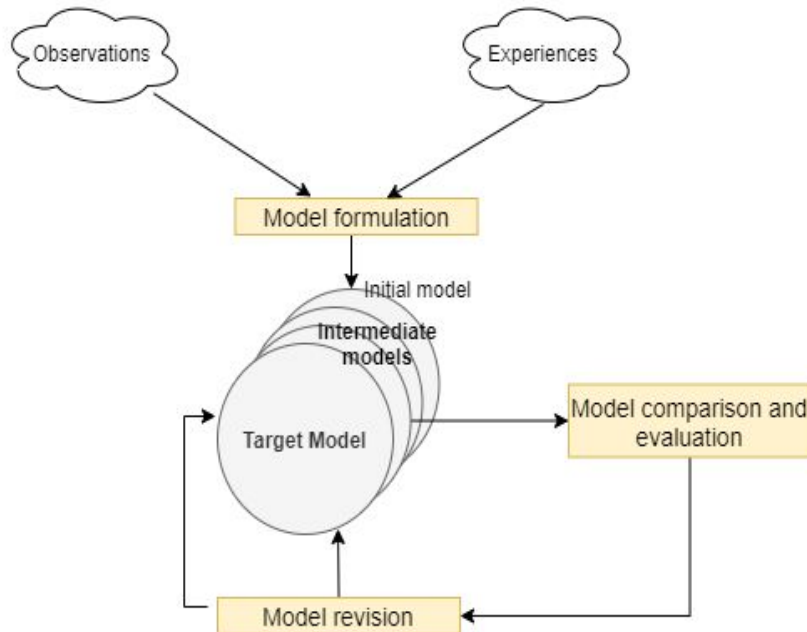 Observations
Experiences
Model formulation
Initial model
Intermediate
models
Target Model
Model comparison and
evaluation
Model revision